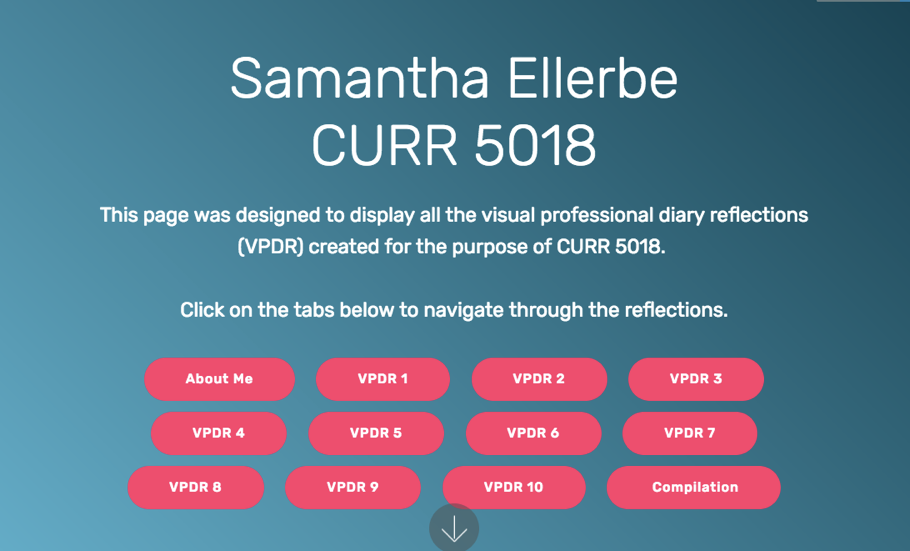 Samantha Ellerbe
CURR 5018
This page was designed to display all the visual professional diary reflections
(VPDR) created for the purpose of CURR 5018.
Click on the tabs below to navigate through the reflections.
About Me
VPDR 1
VPDR 2
VPDR 3
VPDR 4
VPDR 5
VPDR 6
VPDR 7
VPDR 8
VPDR 9
VPDR 10
Compilation